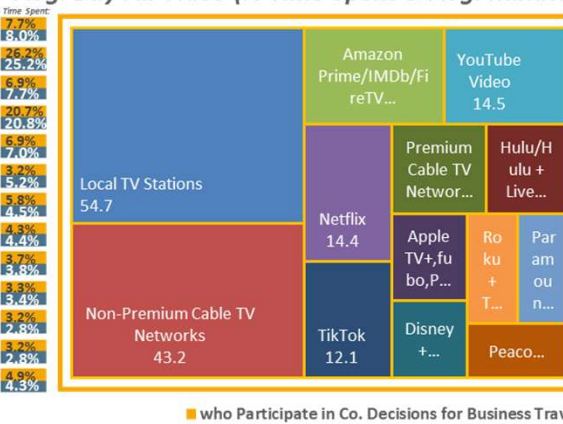 Time Spent:
7.7%
8.0%
26.2%
25.2%
6.9%
7.7%
20.7%
20.8%
6.9%
7.0%
3.2%
5.2%
5.8%
4.5%
4.3%
4.4%
3.7%
3.8%
3.3%
3.4%
3.2%
2.8%
3.2%
2.8%
4.9%
4.3%
Local TV Stations
54.7
Non-Premium Cable TV
Networks
43.2
Amazon
Prime/IMDb/Fi
reTV...
YouTube
Video
14.5
Netflix
14.4
TikTok
12.1
Premium
Cable TV
Networ...
Hulu/H
ulu +
Live...
Apple
TV+,fu
bo,P...
Ro
ku
+
T...
Par
am
ou
n...
Disney
+...
Peaco...
who Participate in Co. Decisions for Business Trav